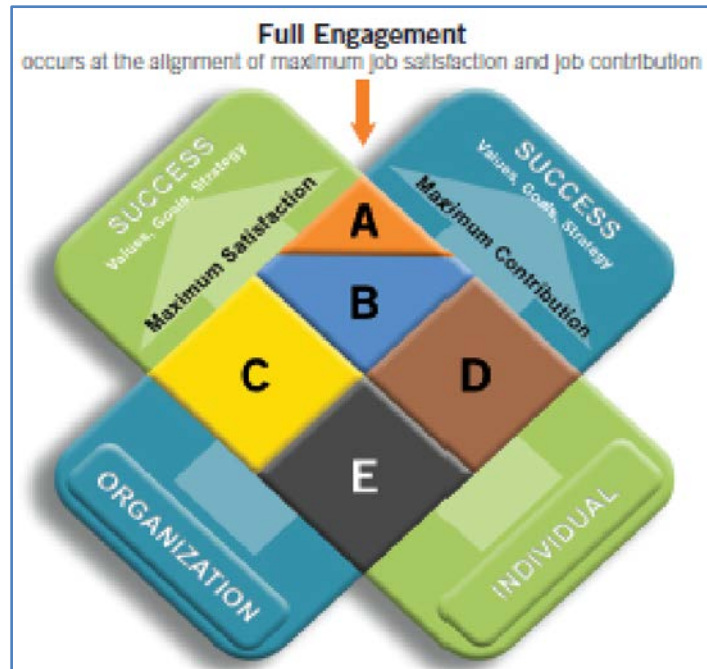 Full Engagement
occurs at the alignment of maximum job satisfaction and job contribution
SUCCESS
Values, Goals, Strategy
Maximum Satisfaction
SUCCESS
Values, Goals, Strategy
Maximum Contribution
A
B
C
D
E
ORGANIZATION
INDIVIDUAL